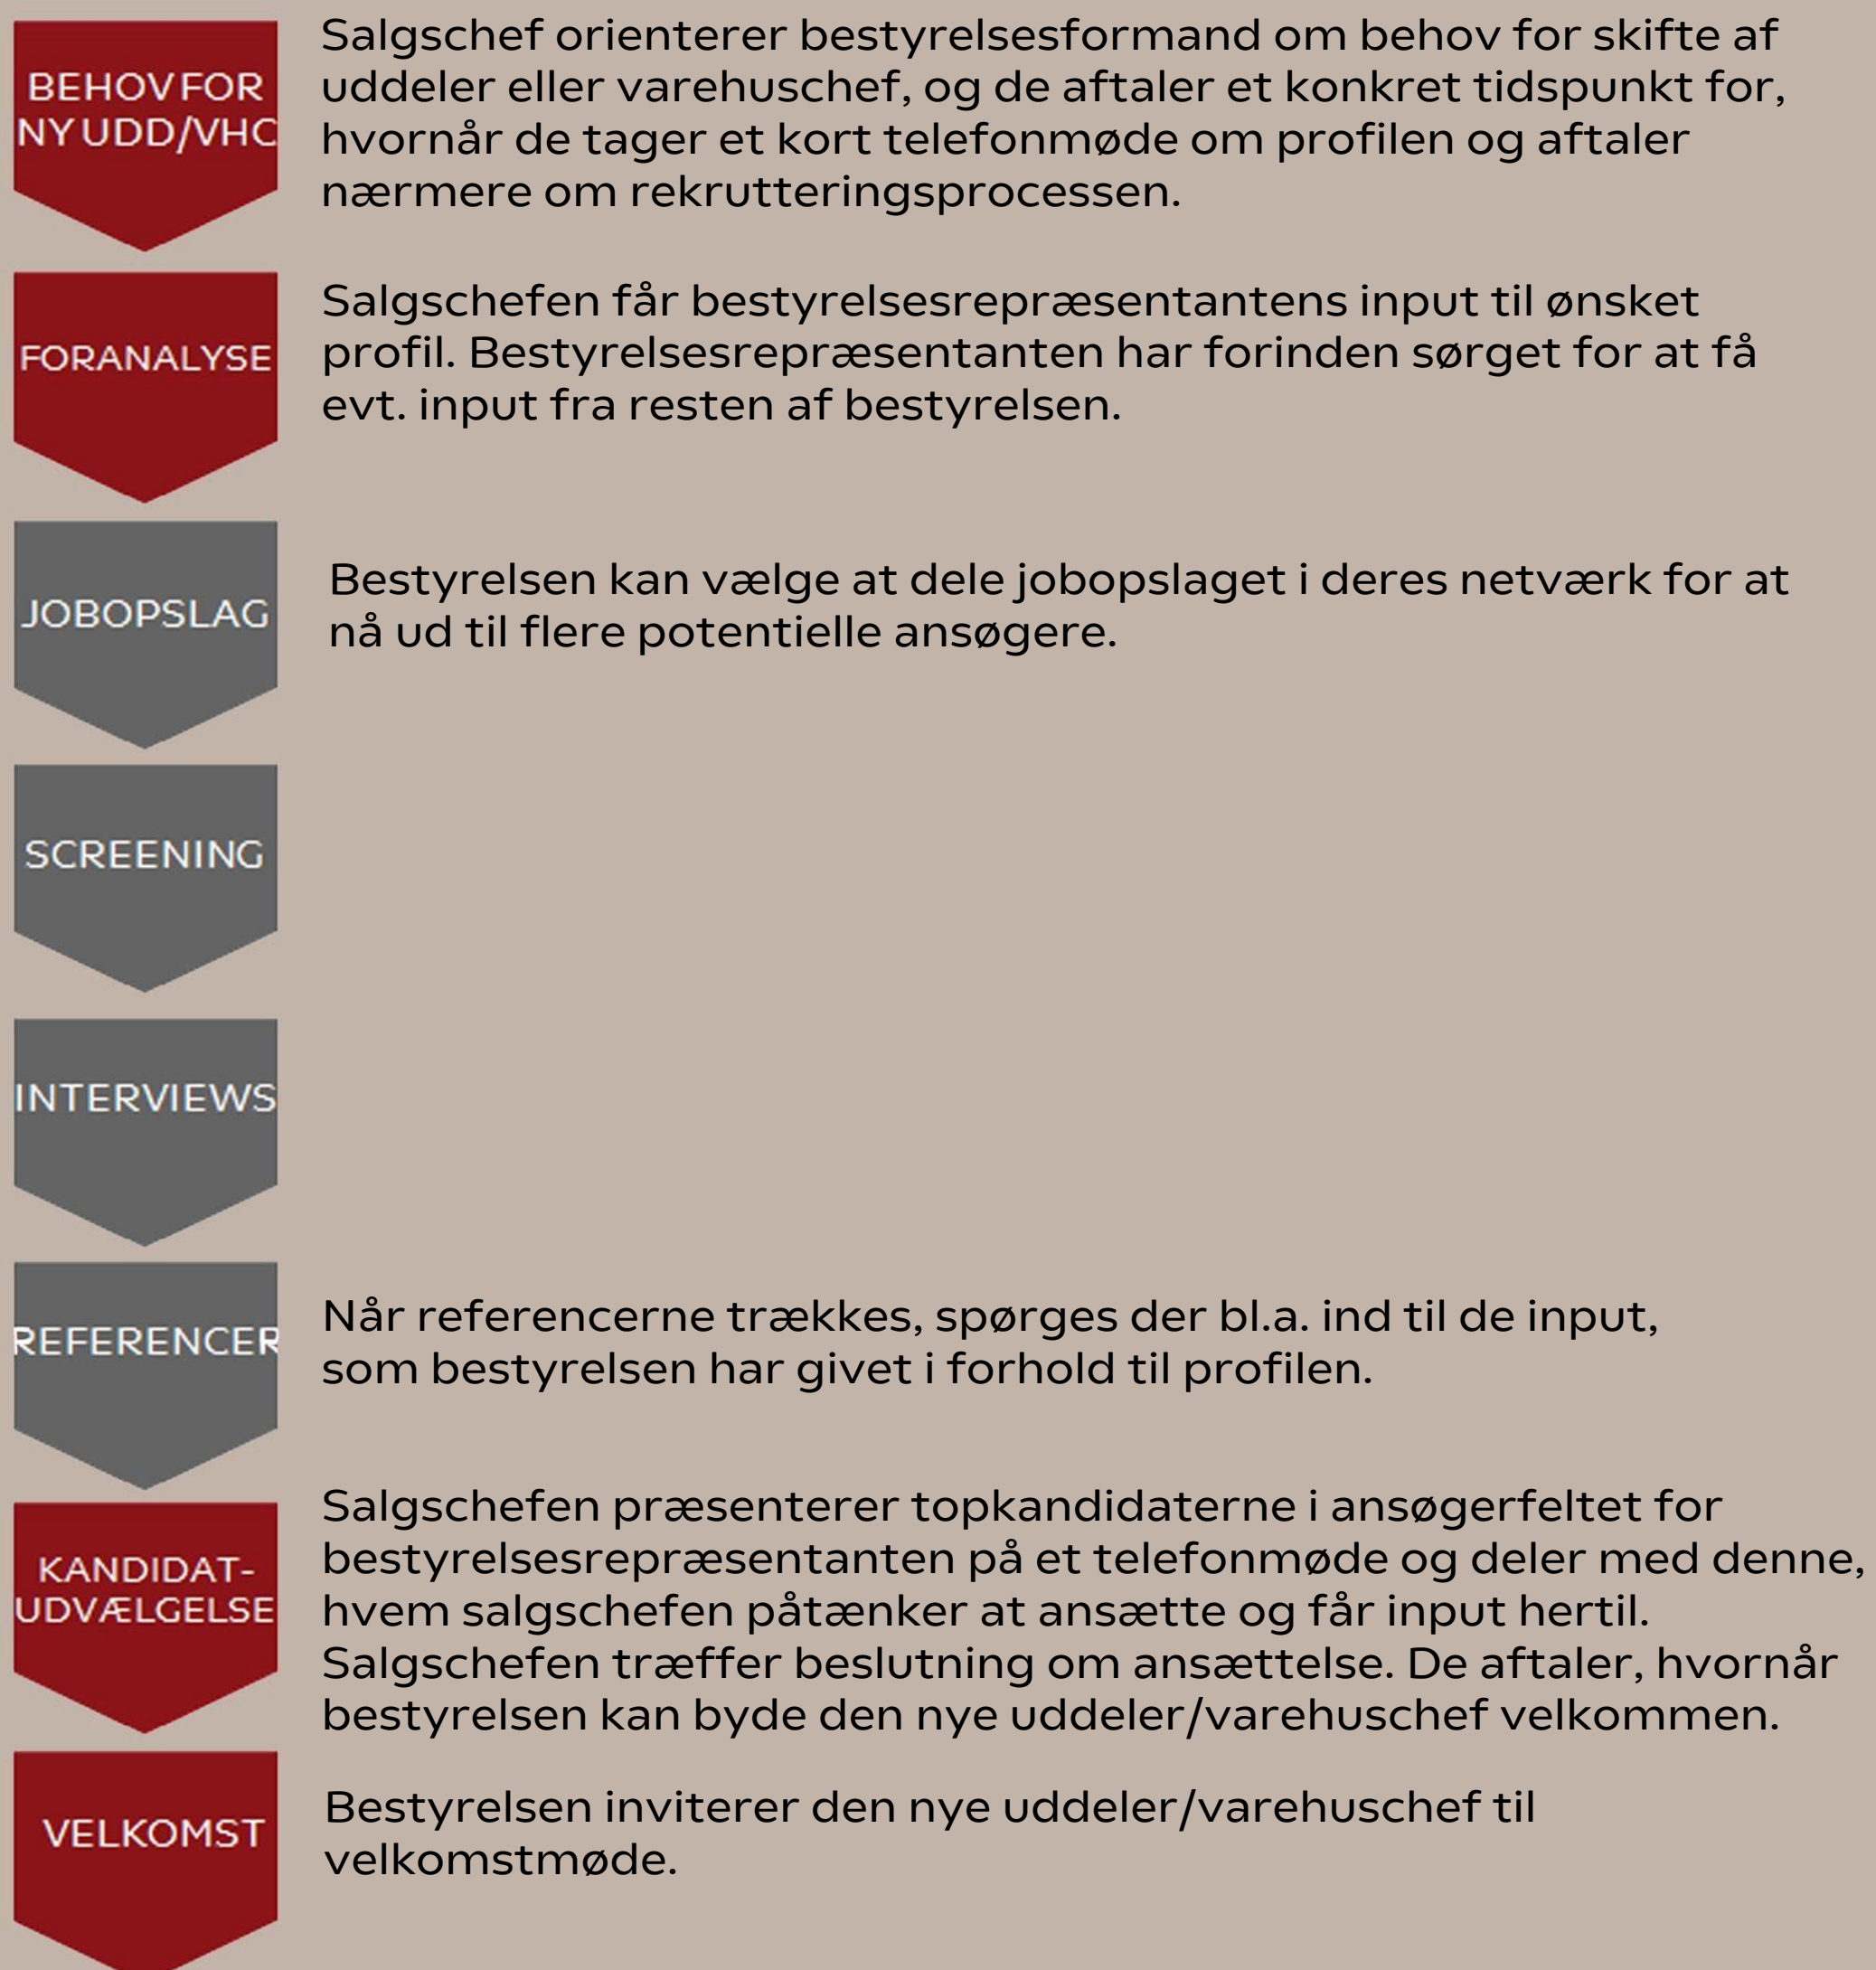 BEHOV FOR
NY UDD/VHC
Salgschef orienterer bestyrelsesformand om behov for skifte af
uddeler eller varehuschef, og de aftaler et konkret tidspunkt for,
hvornår de tager et kort telefonmøde om profilen og aftaler
nærmere om rekrutteringsprocessen.
FORANALYSE
Salgschefen får bestyrelsesrepræsentantens input til ønsket
profil. Bestyrelsesrepræsentanten har forinden sørget for at få
evt. input fra resten af bestyrelsen.
JOBOPSLAG
Bestyrelsen kan vælge at dele jobopslaget i deres netværk for at
nå ud til flere potentielle ansøgere.
SCREENING
INTERVIEWS
REFERENCER
Når referencerne trækkes, spørges der bl.a. ind til de input,
som bestyrelsen har givet i forhold til profilen.
KANDIDAT-
UDVÆLGELSE
Salgschefen præsenterer topkandidaterne i ansøgerfeltet for
bestyrelsesrepræsentanten på et telefonmøde og deler med denne,
hvem salgschefen påtænker at ansætte og får input hertil.
Salgschefen træffer beslutning om ansættelse. De aftaler, hvornår
bestyrelsen kan byde den nye uddeler/varehuschef velkommen.
VELKOMST
Bestyrelsen inviterer den nye uddeler/varehuschef til
velkomstmøde.